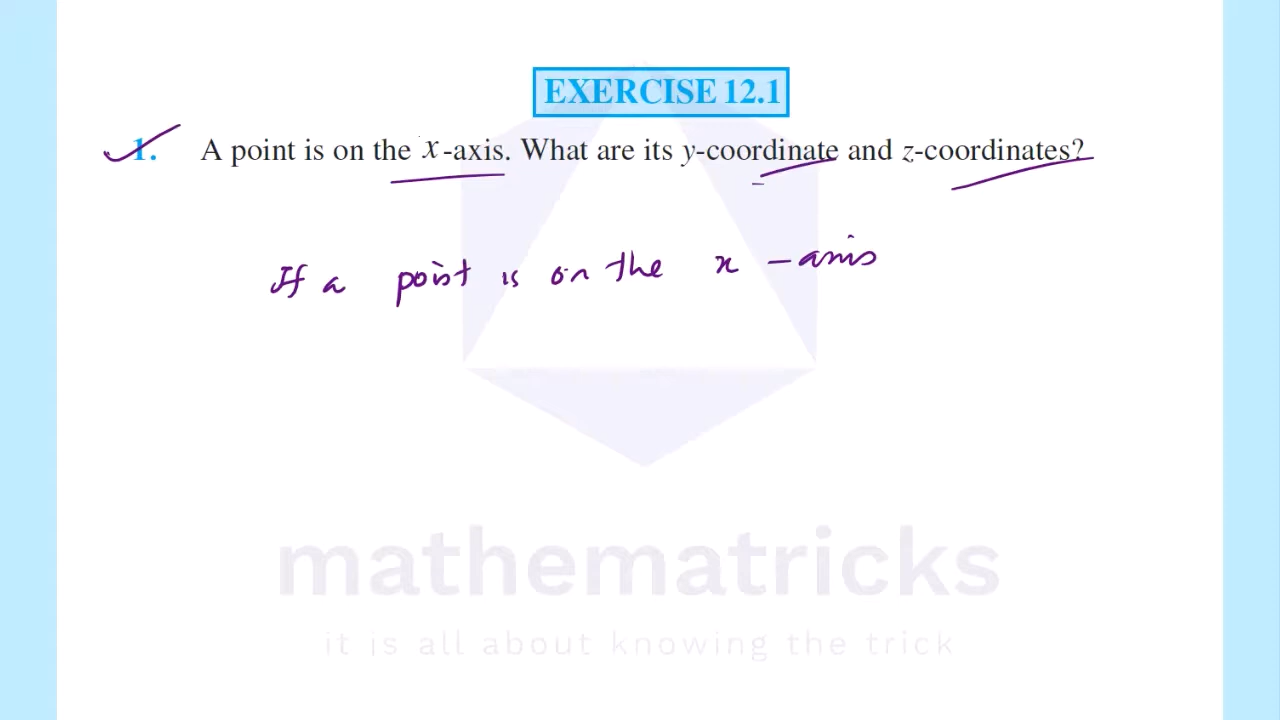 EXERCISE 12.1
1. A point is on the x-axis. What are its y-coordinate and z-coordinates?
If a point is on the x-axis
mathematricks
it is all about knowing the trick